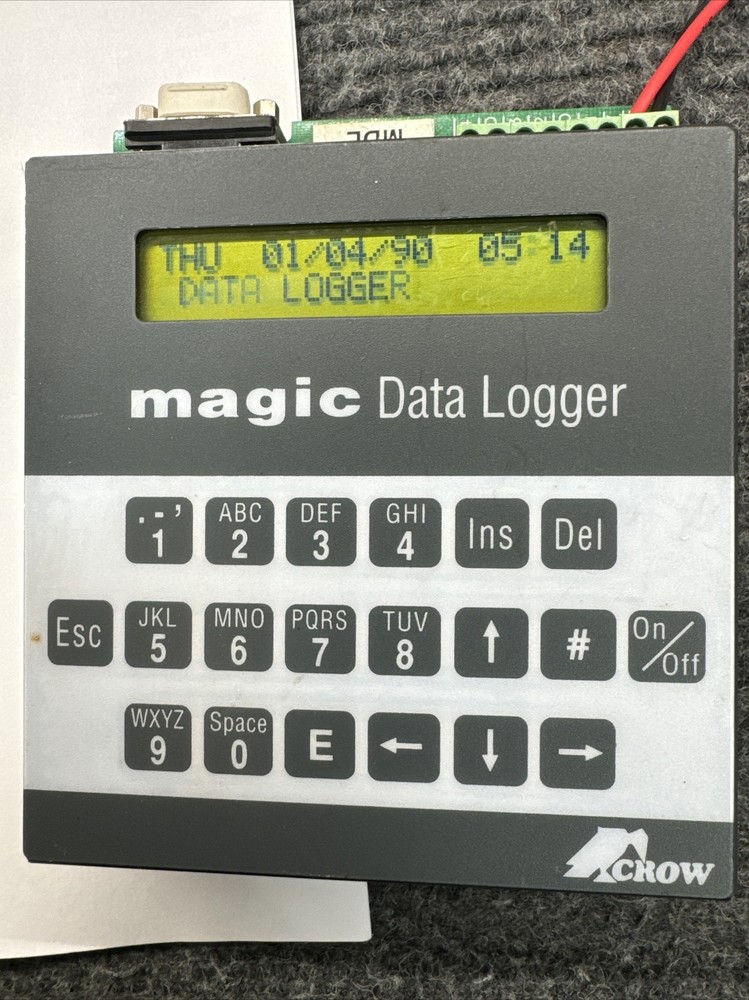 MDL
THU 01/04/90 05:14
DATA LOGGER
magic Data Logger
. - ’ ABC DEF GHI
1 2 3 4 Ins Del
JKL MNO PQRS TUV
Esc 5 6 7 8 ↑ # On/Off
WXYZ Space
9 0 E ← ↓ →
CROW